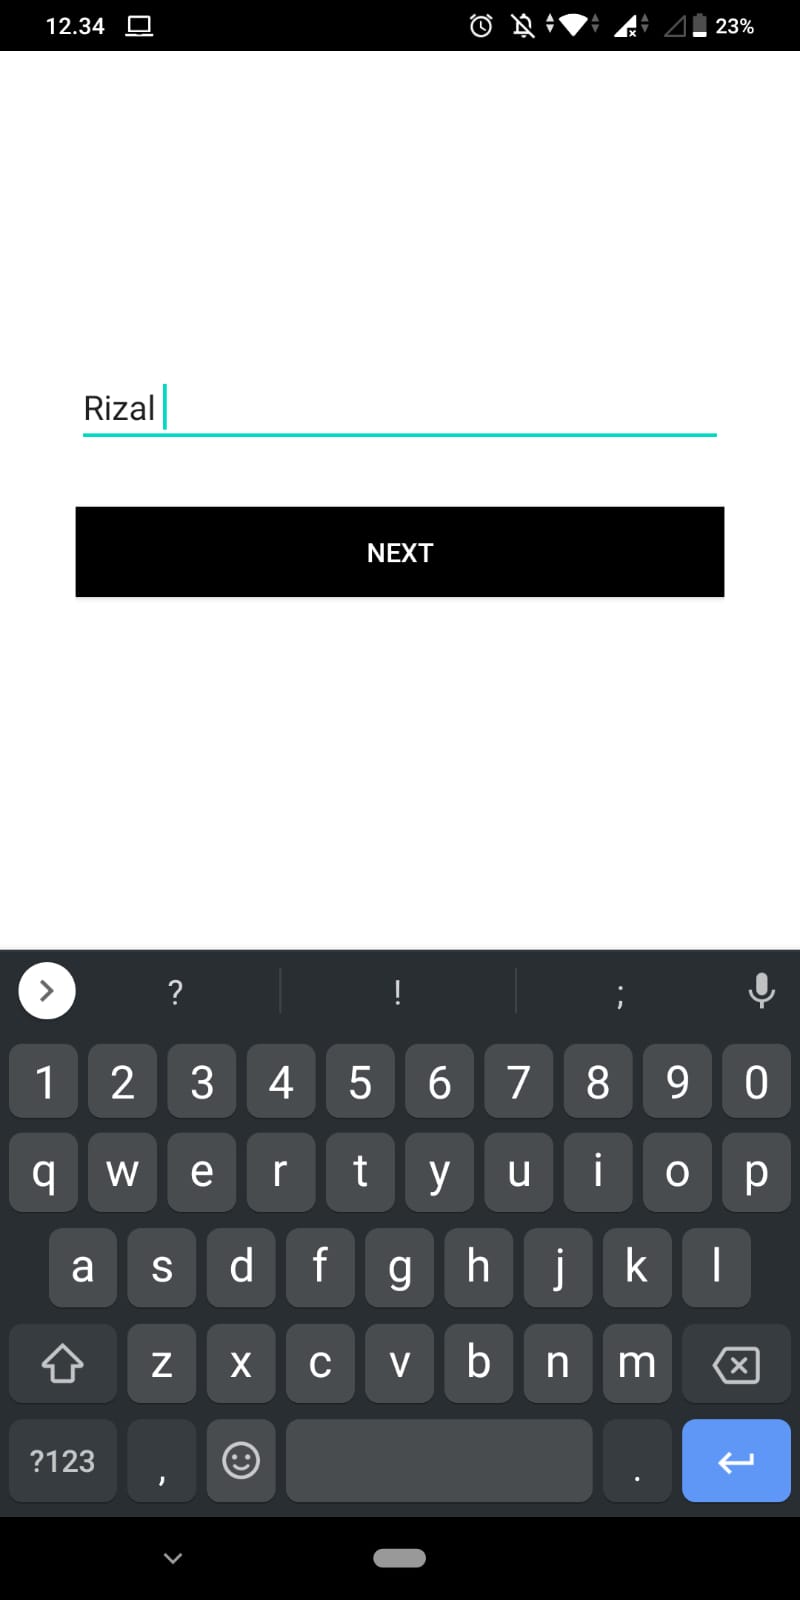 12.34 23%
Rizal
NEXT
? ! ;
1 2 3 4 5 6 7 8 9 0
q w e r t y u i o p
a s d f g h j k l
z x c v b n m
?123 , .